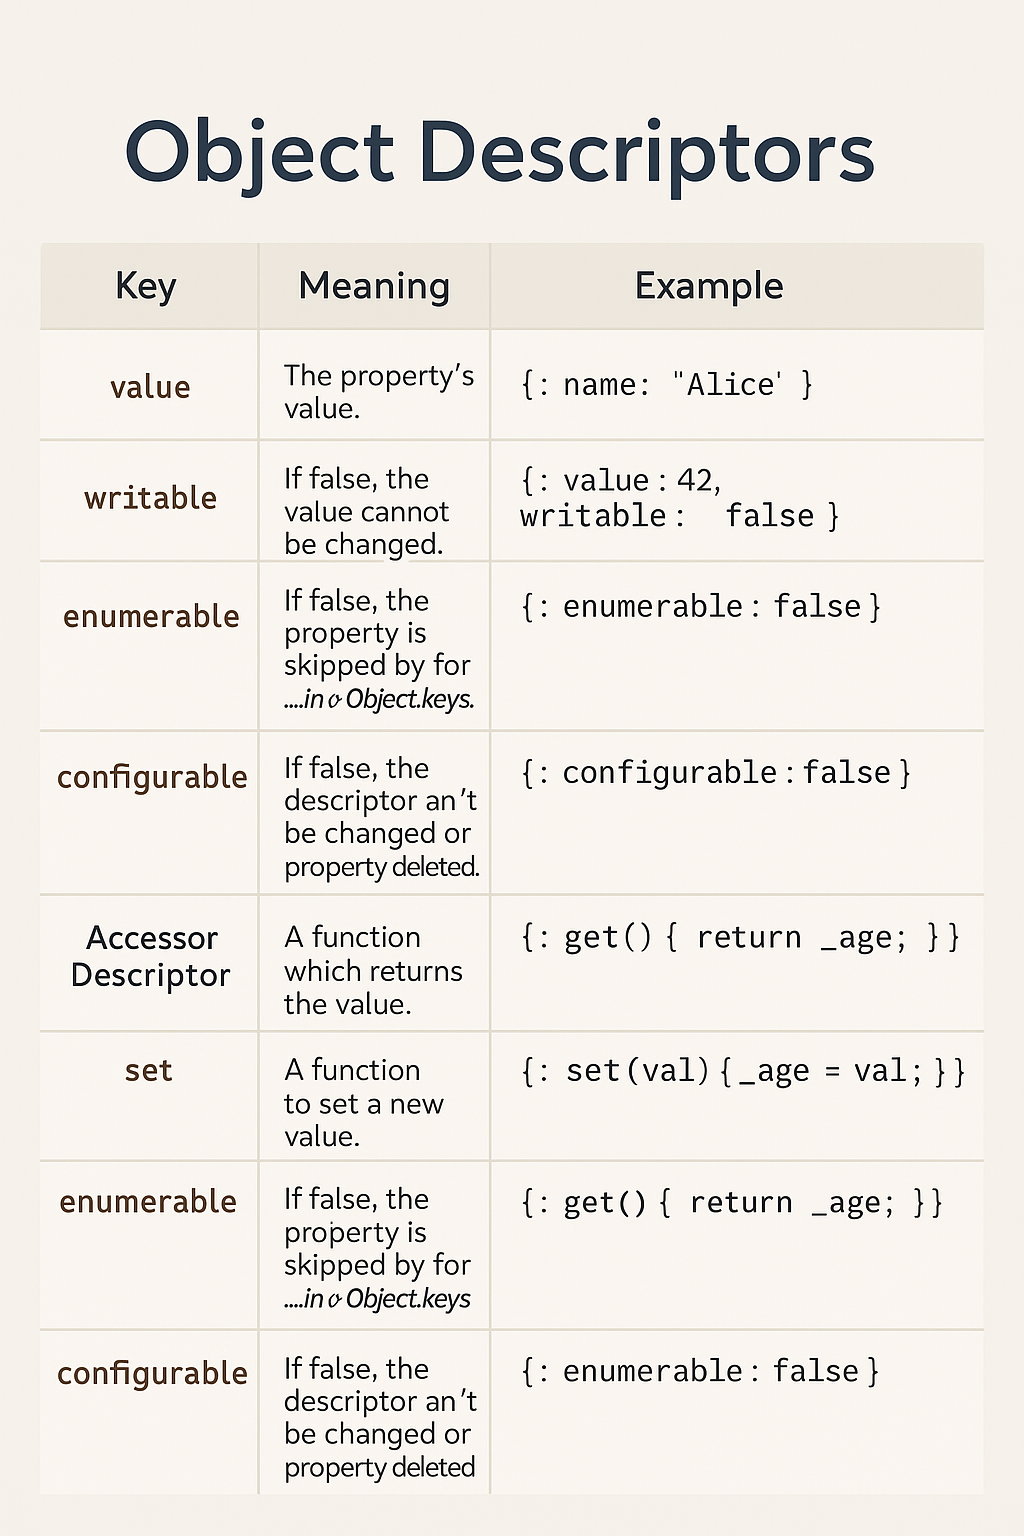 Object Descriptors
Key Meaning Example
value
The property's
value.
{: name: "Alice' }
writable
If false, the
value cannot
be changed.
{: value : 42,
writable : false }
enumerable
If false, the
property is
skipped by for
....in o Object.keys.
{: enumerable : false }
configurable
If false, the
descriptor an't
be changed or
property deleted.
{: configurable : false }
Accessor
Descriptor
A function
which returns
the value.
{: get() { return _age; } }
set
A function
to set a new
value.
{: set(val) {_age = val; } }
enumerable
If false, the
property is
skipped by for
....in o Object.keys
{: get() { return _age; } }
configurable
If false, the
descriptor an't
be changed or
property deleted
{: enumerable : false }